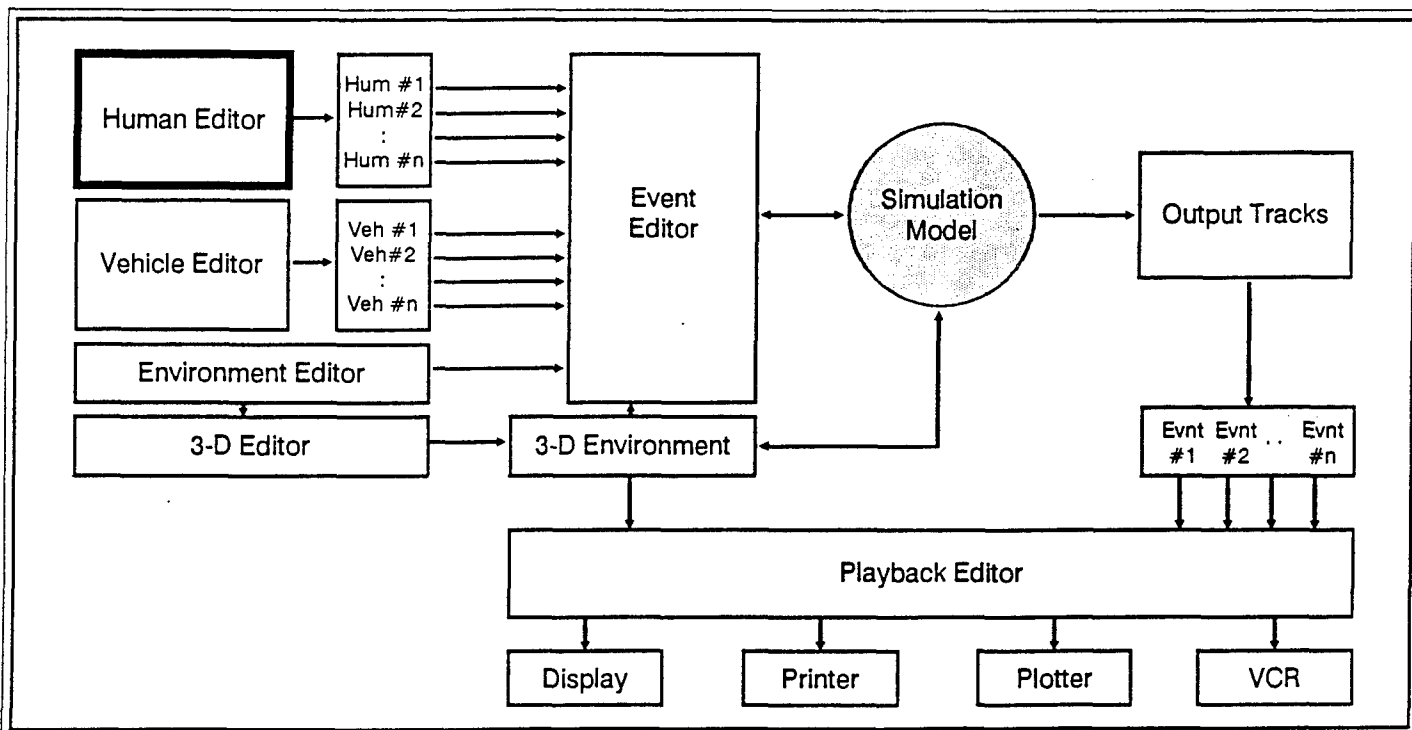 Human Editor
Hum #1
Hum#2
:
Hum #n
Vehicle Editor
Veh #1
Veh#2
:
Veh #n
Environment Editor
3-D Editor
Event
Editor
3-D Environment
Simulation
Model
Output Tracks
Evnt Evnt .. Evnt
#1 #2 #n
Playback Editor
Display
Printer
Plotter
VCR